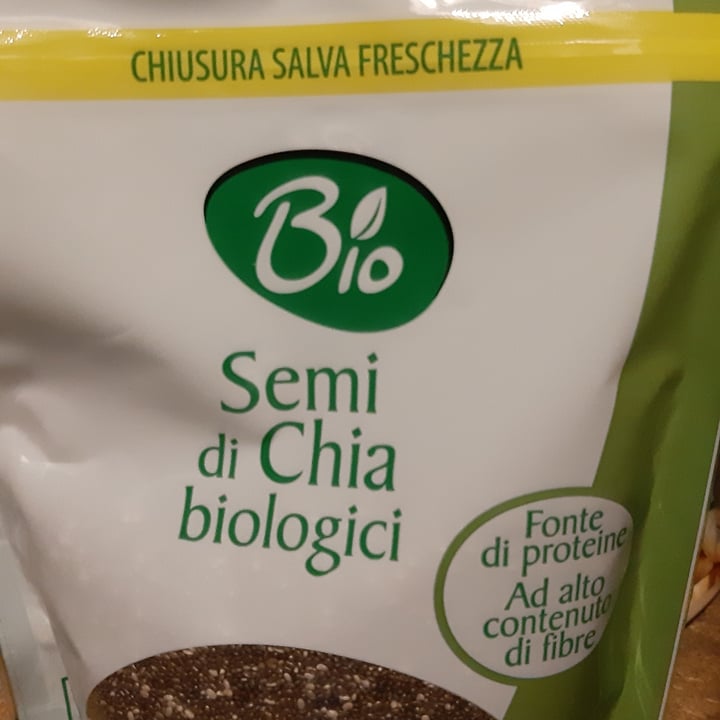 CHIUSURA SALVA FRESCHEZZA
Bio
Semi
di Chia
biologici
Fonte
di proteine
Ad alto
contenuto
di fibre